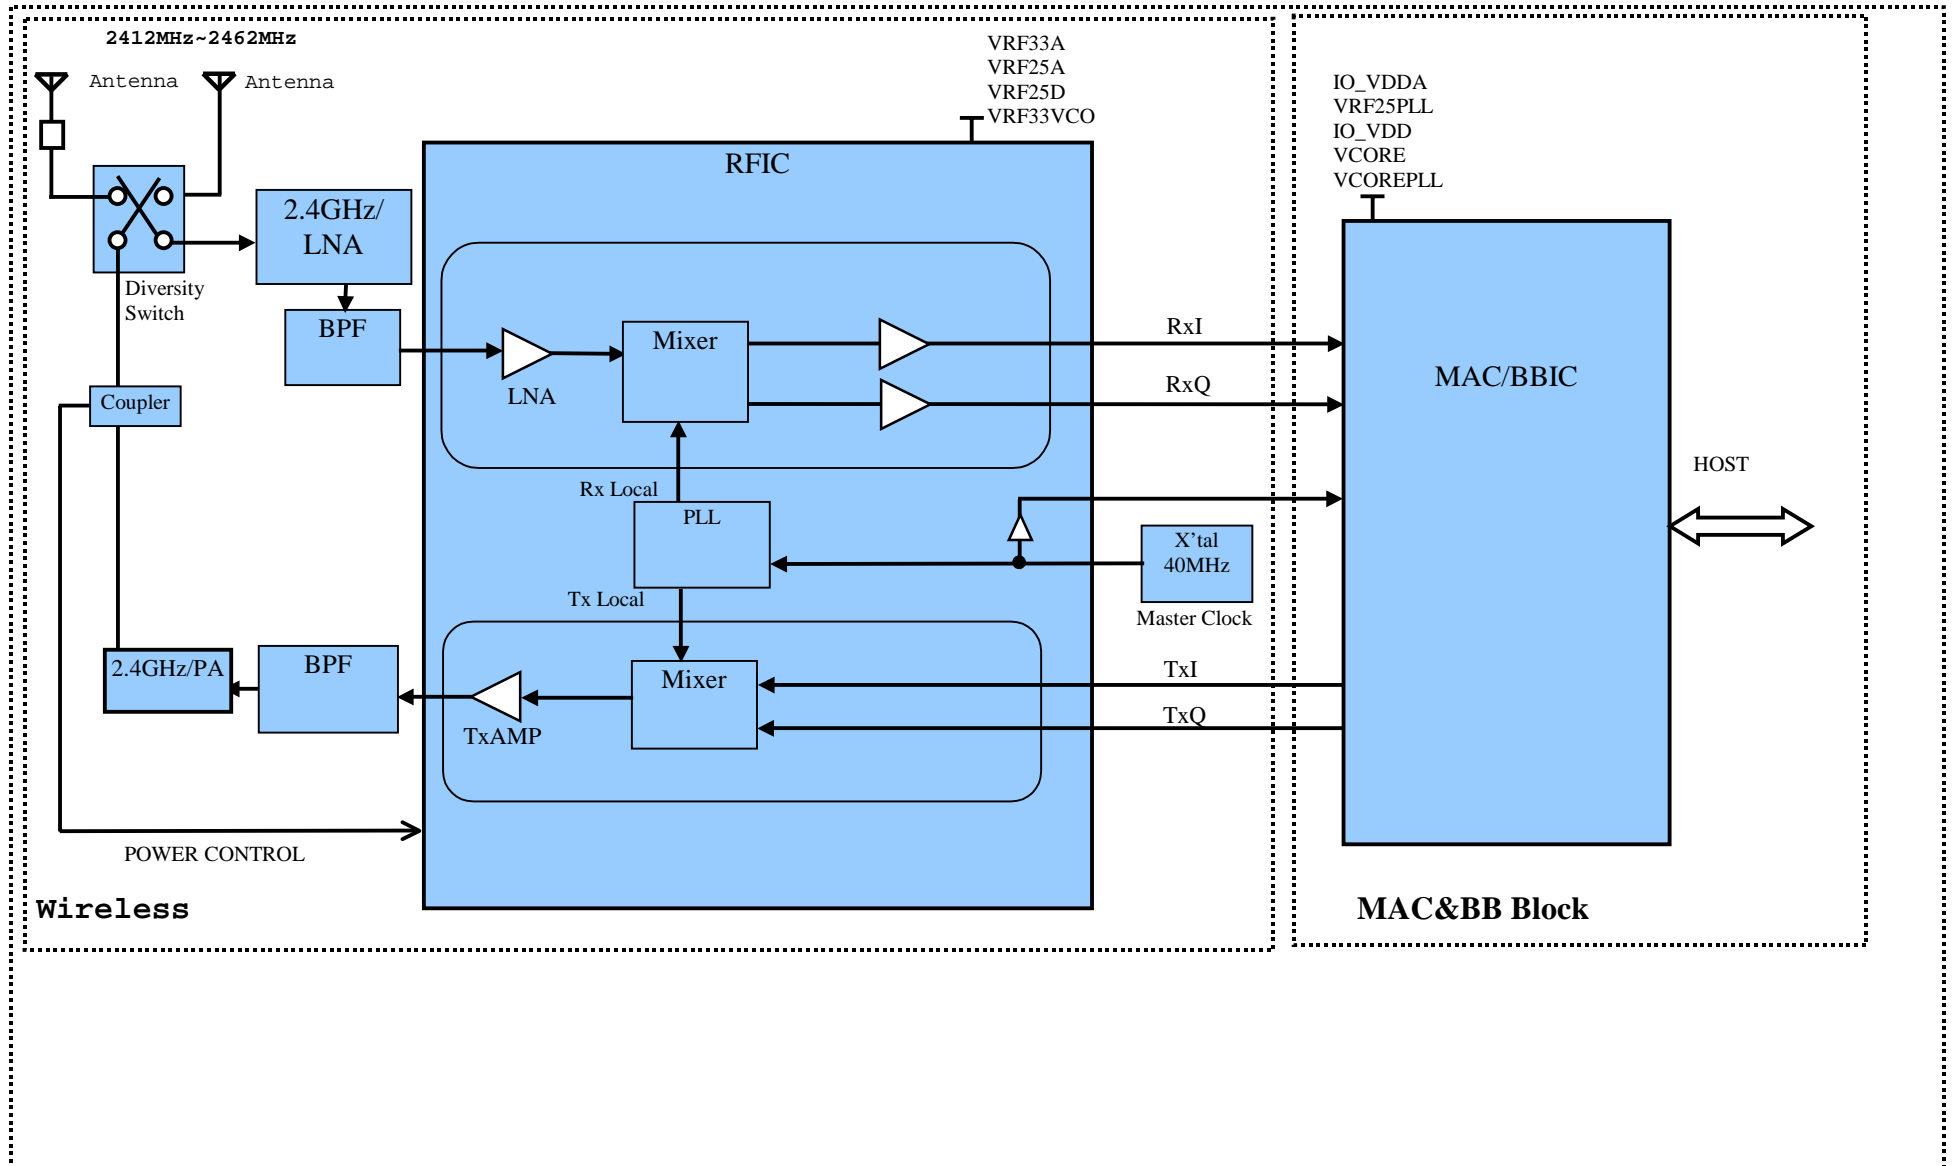 2412MHz~2462MHz
Antenna
Antenna
VRF33A
VRF25A
VRF25D
VRF33VCO
IO_VDDA
VRF25PLL
IO_VDD
VCORE
VCOREPLL
RFIC
2.4GHz/
LNA
Diversity
Switch
BPF
Mixer
LNA
RxI
RxQ
MAC/BBIC
Coupler
HOST
Rx Local
PLL
X'tal
40MHz
Master Clock
Tx Local
2.4GHz/PA
BPF
Mixer
TxAMP
TxI
TxQ
POWER CONTROL
Wireless
MAC&BB Block